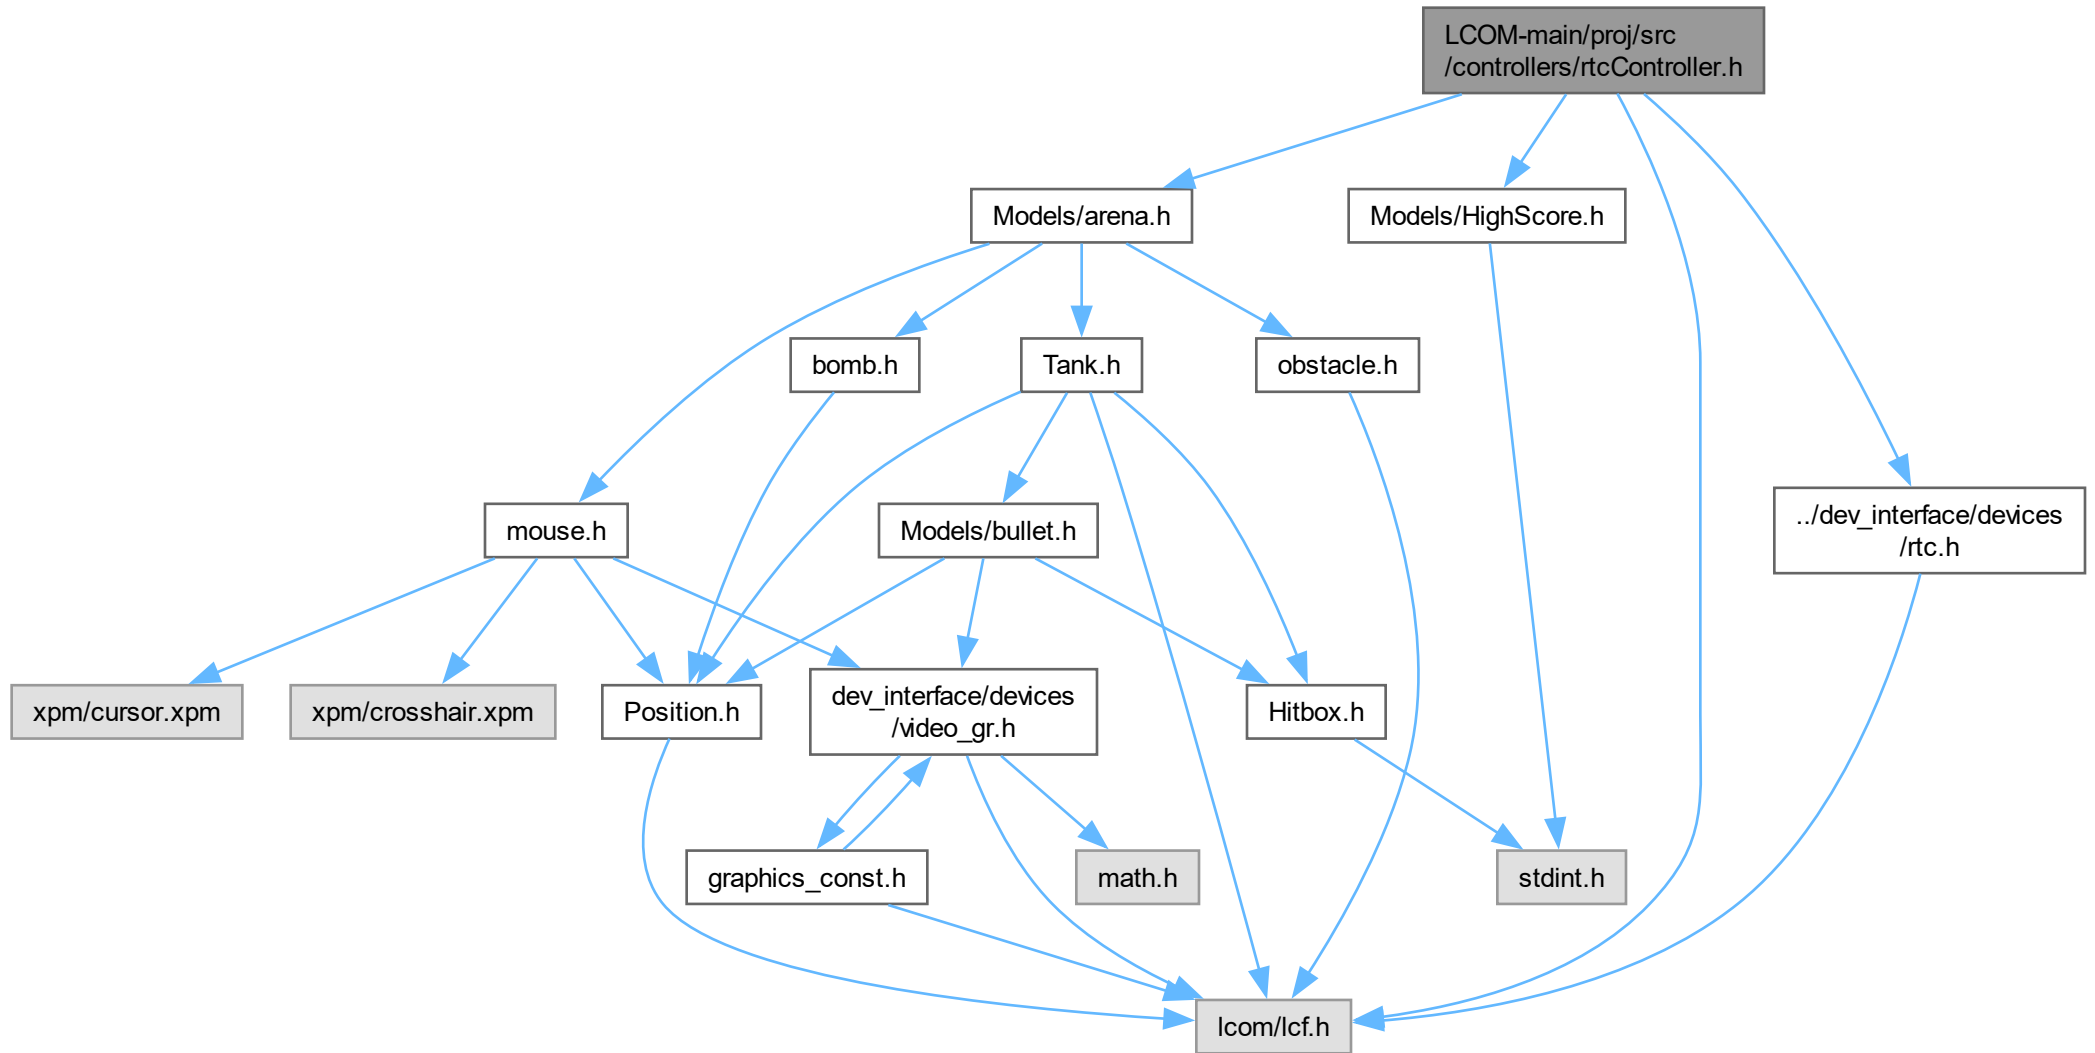 LCOM-main/proj/src
/controllers/rtcController.h
Models/arena.h
Models/HighScore.h
bomb.h
Tank.h
obstacle.h
mouse.h
Models/bullet.h
../dev_interface/devices
/rtc.h
xpm/cursor.xpm
xpm/crosshair.xpm
Position.h
dev_interface/devices
/video_gr.h
Hitbox.h
graphics_const.h
math.h
stdint.h
lcom/lcf.h